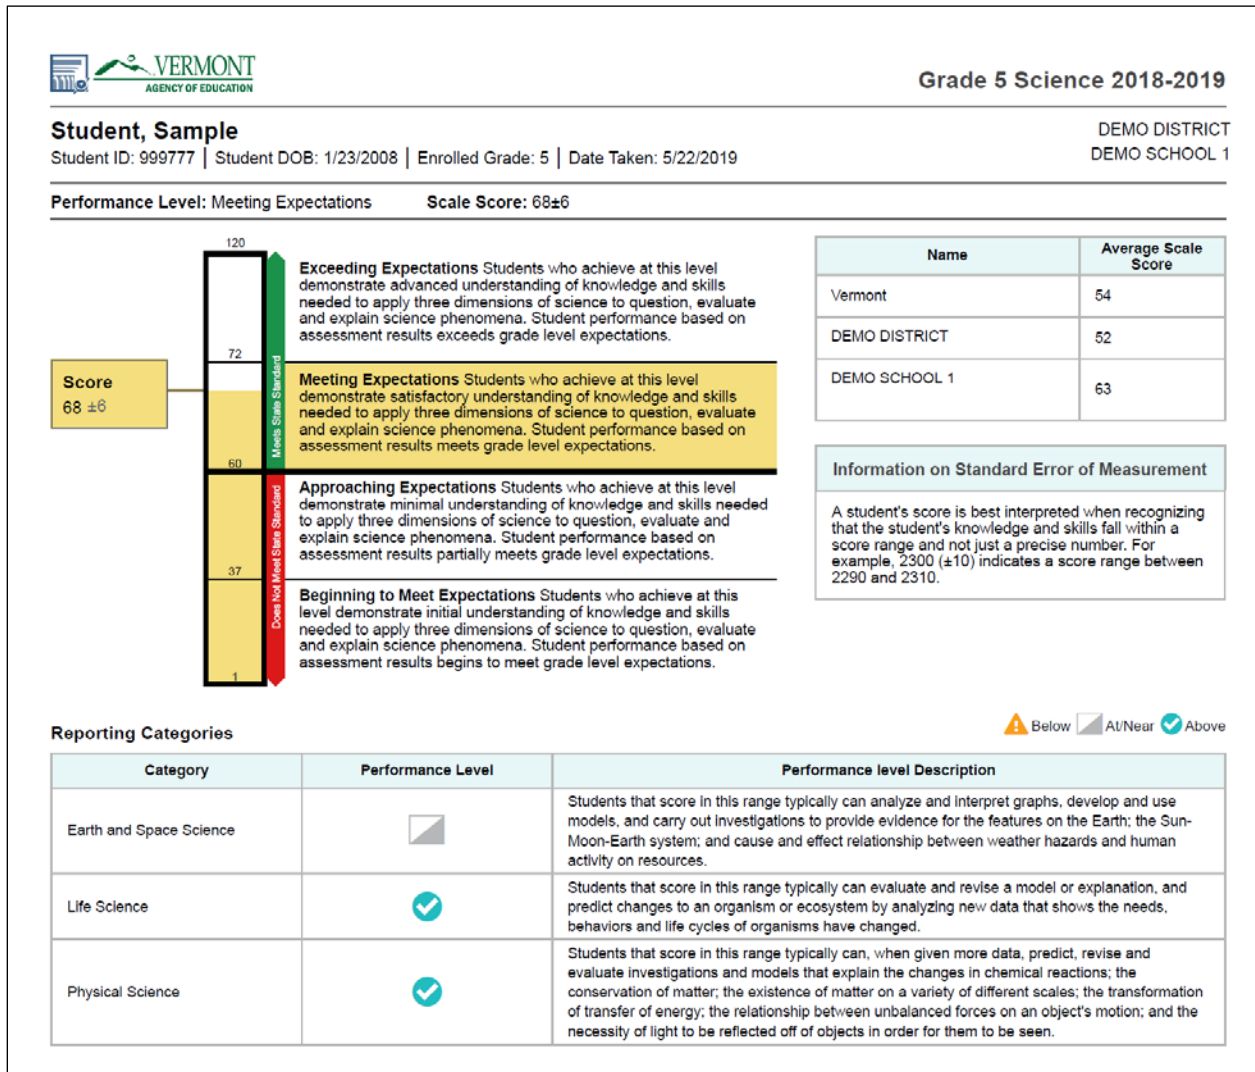 VERMONT
AGENCY OF EDUCATION
Grade 5 Science 2018-2019
Student, Sample
Student ID: 999777 | Student DOB: 1/23/2008 | Enrolled Grade: 5 | Date Taken: 5/22/2019
DEMO DISTRICT
DEMO SCHOOL 1
Performance Level: Meeting Expectations
Scale Score: 68±6
Score
68 ±6
120
72
60
37
1
Meets State Standard
Does Not Meet State Standard
Exceeding Expectations Students who achieve at this level
demonstrate advanced understanding of knowledge and skills
needed to apply three dimensions of science to question, evaluate
and explain science phenomena. Student performance based on
assessment results exceeds grade level expectations.
Meeting Expectations Students who achieve at this level
demonstrate satisfactory understanding of knowledge and skills
needed to apply three dimensions of science to question, evaluate
and explain science phenomena. Student performance based on
assessment results meets grade level expectations.
Approaching Expectations Students who achieve at this level
demonstrate minimal understanding of knowledge and skills needed
to apply three dimensions of science to question, evaluate and
explain science phenomena. Student performance based on
assessment results partially meets grade level expectations.
Beginning to Meet Expectations Students who achieve at this
level demonstrate initial understanding of knowledge and skills
needed to apply three dimensions of science to question, evaluate
and explain science phenomena. Student performance based on
assessment results begins to meet grade level expectations.
Name
Average Scale
Score
Vermont
54
DEMO DISTRICT
52
DEMO SCHOOL 1
63
Information on Standard Error of Measurement
A student's score is best interpreted when recognizing
that the student's knowledge and skills fall within a
score range and not just a precise number. For
example, 2300 (±10) indicates a score range between
2290 and 2310.
Reporting Categories
Below
At/Near
Above
Category
Performance Level
Performance level Description
Earth and Space Science
Students that score in this range typically can analyze and interpret graphs, develop and use
models, and carry out investigations to provide evidence for the features on the Earth; the Sun-
Moon-Earth system; and cause and effect relationship between weather hazards and human
activity on resources.
Life Science
Students that score in this range typically can evaluate and revise a model or explanation, and
predict changes to an organism or ecosystem by analyzing new data that shows the needs,
behaviors and life cycles of organisms have changed.
Physical Science
Students that score in this range typically can, when given more data, predict, revise and
evaluate investigations and models that explain the changes in chemical reactions; the
conservation of matter; the existence of matter on a variety of different scales; the transformation
of transfer of energy; the relationship between unbalanced forces on an object's motion; and the
necessity of light to be reflected off of objects in order for them to be seen.